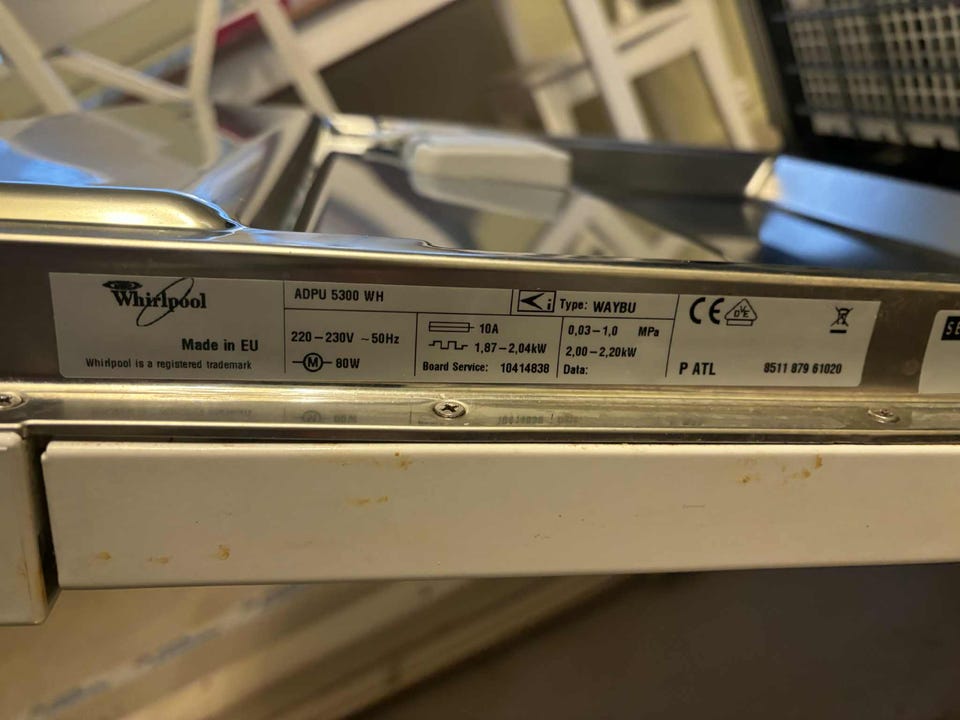 Whirlpool
Made in EU
Whirlpool is a registered trademark
ADPU 5300 WH
220-230V ~50Hz
M 80W
10A
1,87-2,04kW
Board Service: 10414838
Type: WAYBU
0,03-1,0 MPa
2,00-2,20kW
Data:
CE
P ATL
8511 879 61020
SE